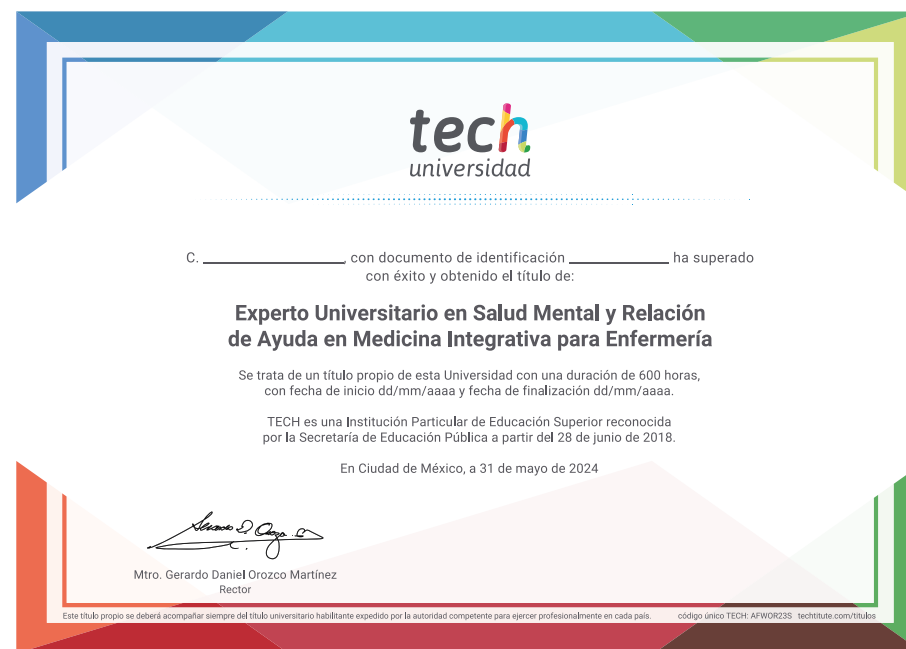 tech
universidad
C. ____________, con documento de identificación ____________ ha superado
con éxito y obtenido el título de:
Experto Universitario en Salud Mental y Relación
de Ayuda en Medicina Integrativa para Enfermería
Se trata de un título propio de esta Universidad con una duración de 600 horas,
con fecha de inicio dd/mm/aaaa y fecha de finalización dd/mm/aaaa.
TECH es una Institución Particular de Educación Superior reconocida
por la Secretaría de Educación Pública a partir del 28 de junio de 2018.
En Ciudad de México, a 31 de mayo de 2024
Mtro. Gerardo Daniel Orozco Martínez
Rector
Este título propio se deberá acompañar siempre del título universitario habilitante expedido por la autoridad competente para ejercer profesionalmente en cada país. código único TECH: AFWOR23S techtitute.com/titulos